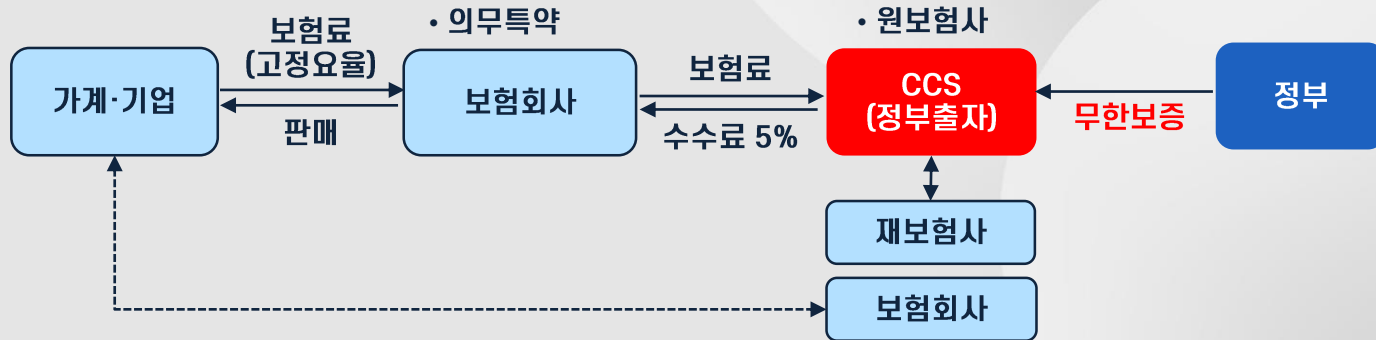 보험료
(고정요율)
• 의무특약
• 원보험사
가계·기업
보험회사
보험료
CCS
(정부출자)
정부
판매
수수료 5%
무한보증
재보험사
보험회사